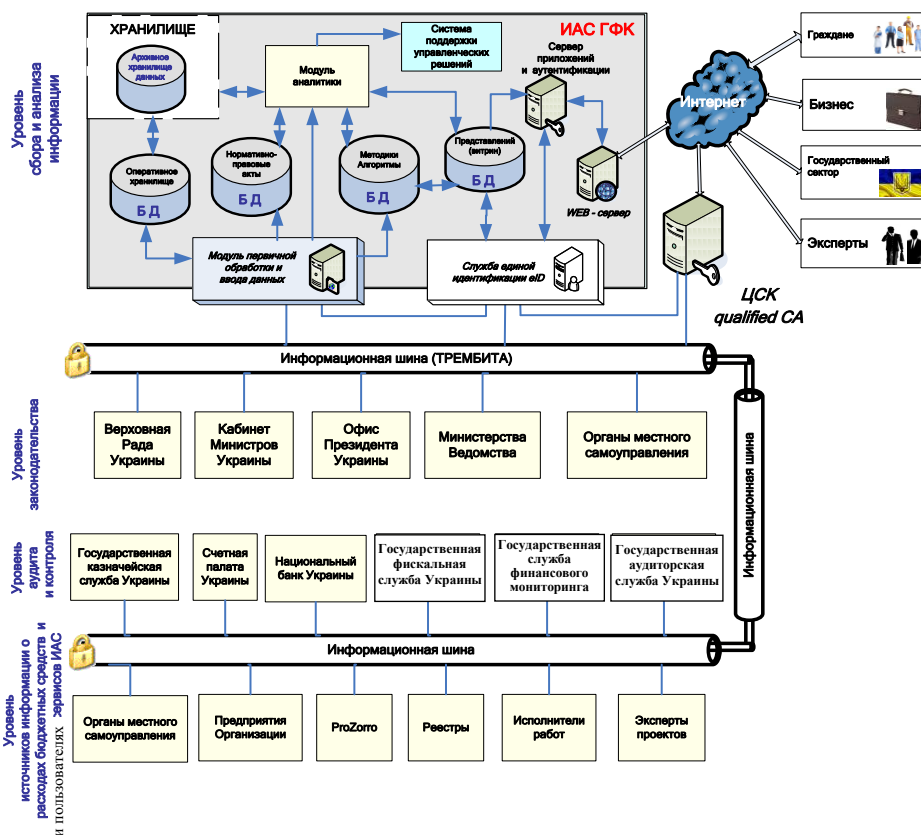 ХРАНИЛИЩЕ
Архивное
хранилище
данных
Модуль
аналитики
Система
поддержки
управленческих
решений
ИАС ГФК
Сервер
приложений
и аутентификации
Оперативное
хранилище
БД
Нормативно-
правовые
акты
БД
Методики
Алгоритмы
БД
Представлений
(витрин)
БД
WEB - сервер
Модуль первичной
обработки и
ввода данных
Служба единой
идентификации eID
Интернет
Граждане
Бизнес
Государственный
сектор
Эксперты
ЦСК
qualified CA
Уровень
сбора и анализа
информации
Информационная шина (ТРЕМБИТА)
Уровень
законодательства
Верховная
Рада
Украины
Кабинет
Министров
Украины
Офис
Президента
Украины
Министерства
Ведомства
Органы местного
самоуправления
Информационная шина
Уровень
аудита
и контроля
Государственная
казначейская
служба Украины
Счетная
палата
Украины
Национальный
банк Украины
Государственная
фискальная
служба Украины
Государственная
служба
финансового
мониторинга
Государственная
аудиторская
служба Украины
Информационная шина
Уровень
источников информации о
расходах бюджетных средств и
и пользователях зервисов ИАС
Органы местного
самоуправления
Предприятия
Организации
ProZorro
Реестры
Исполнители
работ
Эксперты
проектов